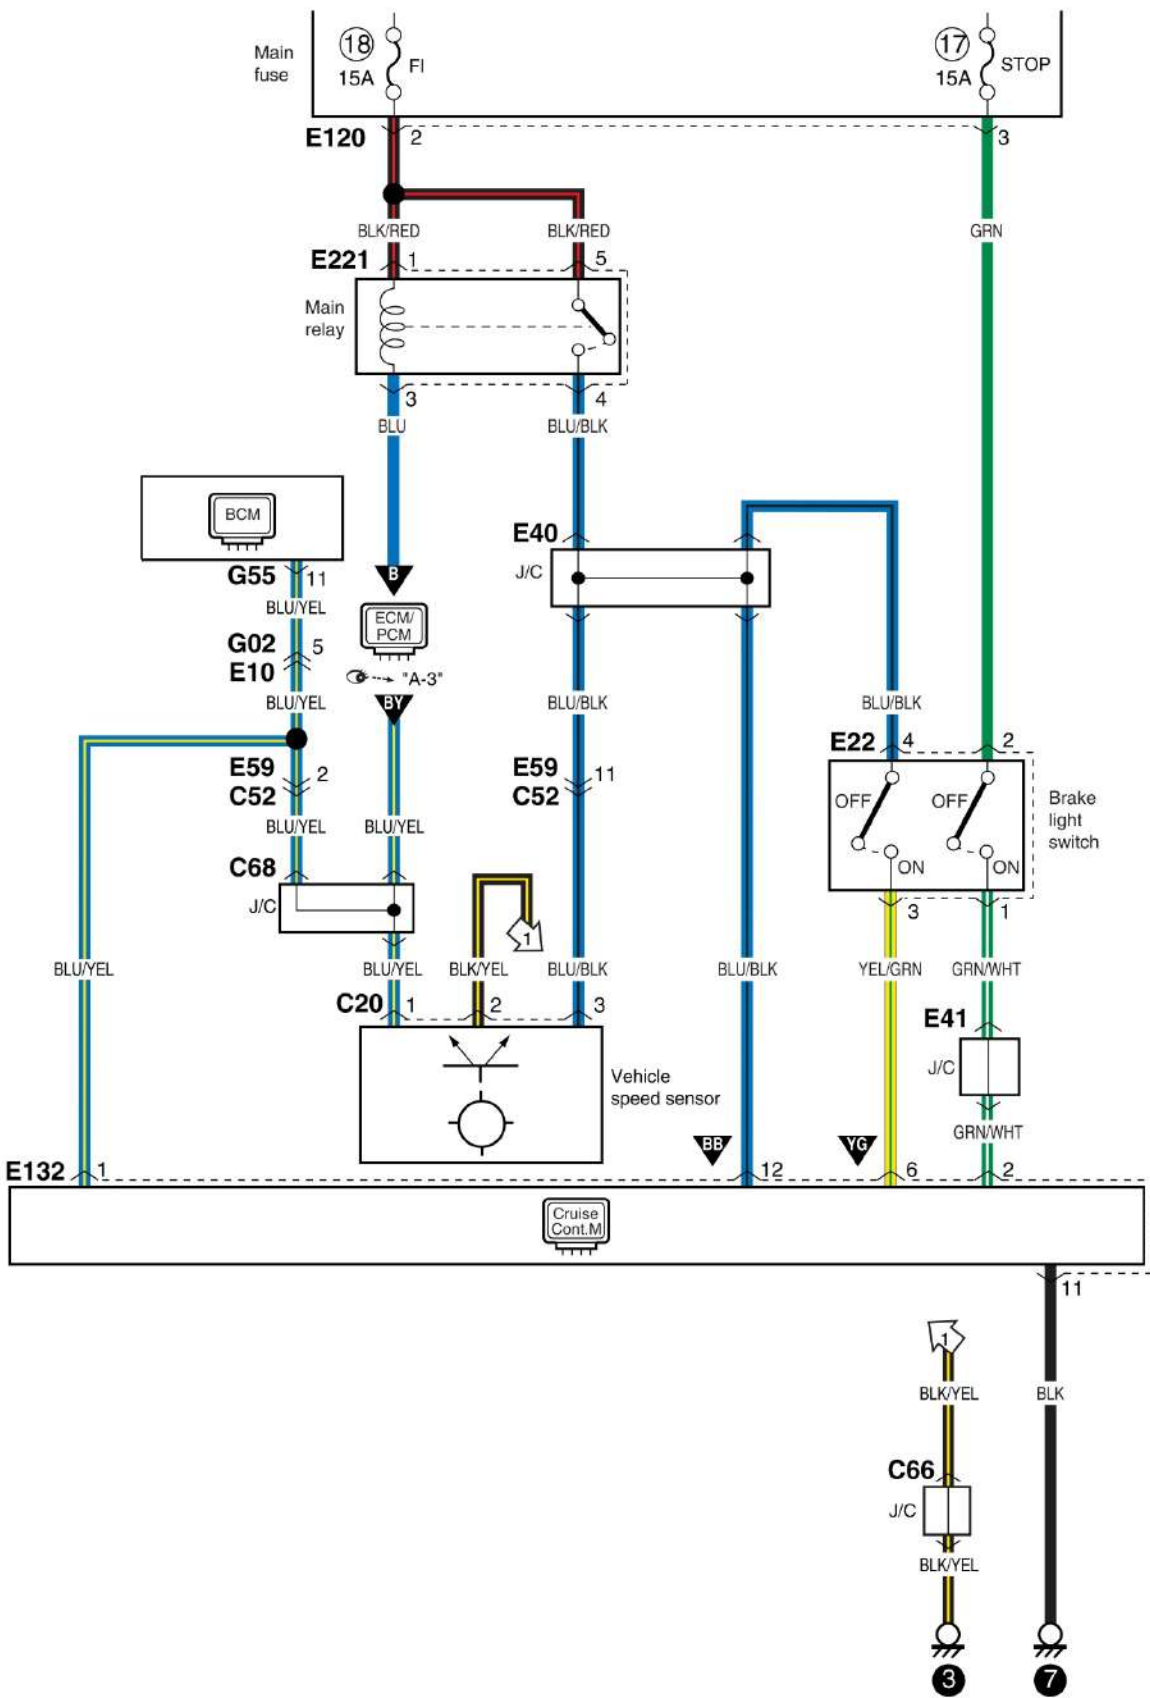 Main
fuse
18
15A
FI
17
15A
STOP
E120
2
3
BLK/RED
BLK/RED
GRN
E221
1
5
Main
relay
3
4
BLU
BLU/BLK
BCM
E40
J/C
G55
11
B
BLU/YEL
ECM/
PCM
G02
5
E10
"A-3"
BLU/YEL
BY
BLU/BLK
BLU/BLK
E22
4
2
E59
2
C52
E59
11
C52
OFF
OFF
Brake
light
switch
BLU/YEL
BLU/YEL
ON
ON
C68
J/C
3
1
1
BLU/YEL
BLU/YEL
BLK/YEL
BLU/BLK
BLU/BLK
YEL/GRN
GRN/WHT
C20
1
2
3
E41
J/C
Vehicle
speed sensor
GRN/WHT
BB
YG
E132
1
12
6
2
Cruise
Cont.M
11
1
BLK/YEL
BLK
C66
J/C
BLK/YEL
3
7